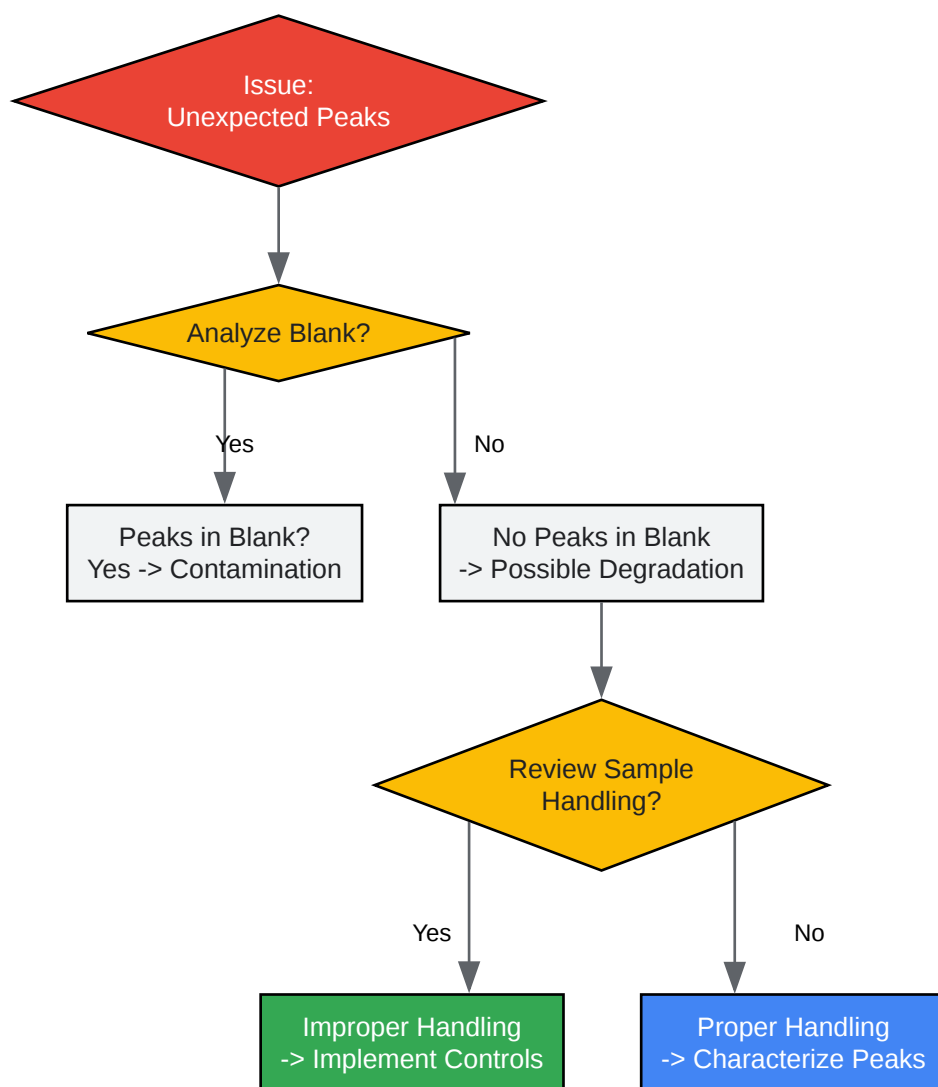 Issue:
Unexpected Peaks
Analyze Blank?
Yes
No
Peaks in Blank?
Yes -> Contamination
No Peaks in Blank
-> Possible Degradation
Review Sample
Handling?
Yes
No
Improper Handling
-> Implement Controls
Proper Handling
-> Characterize Peaks